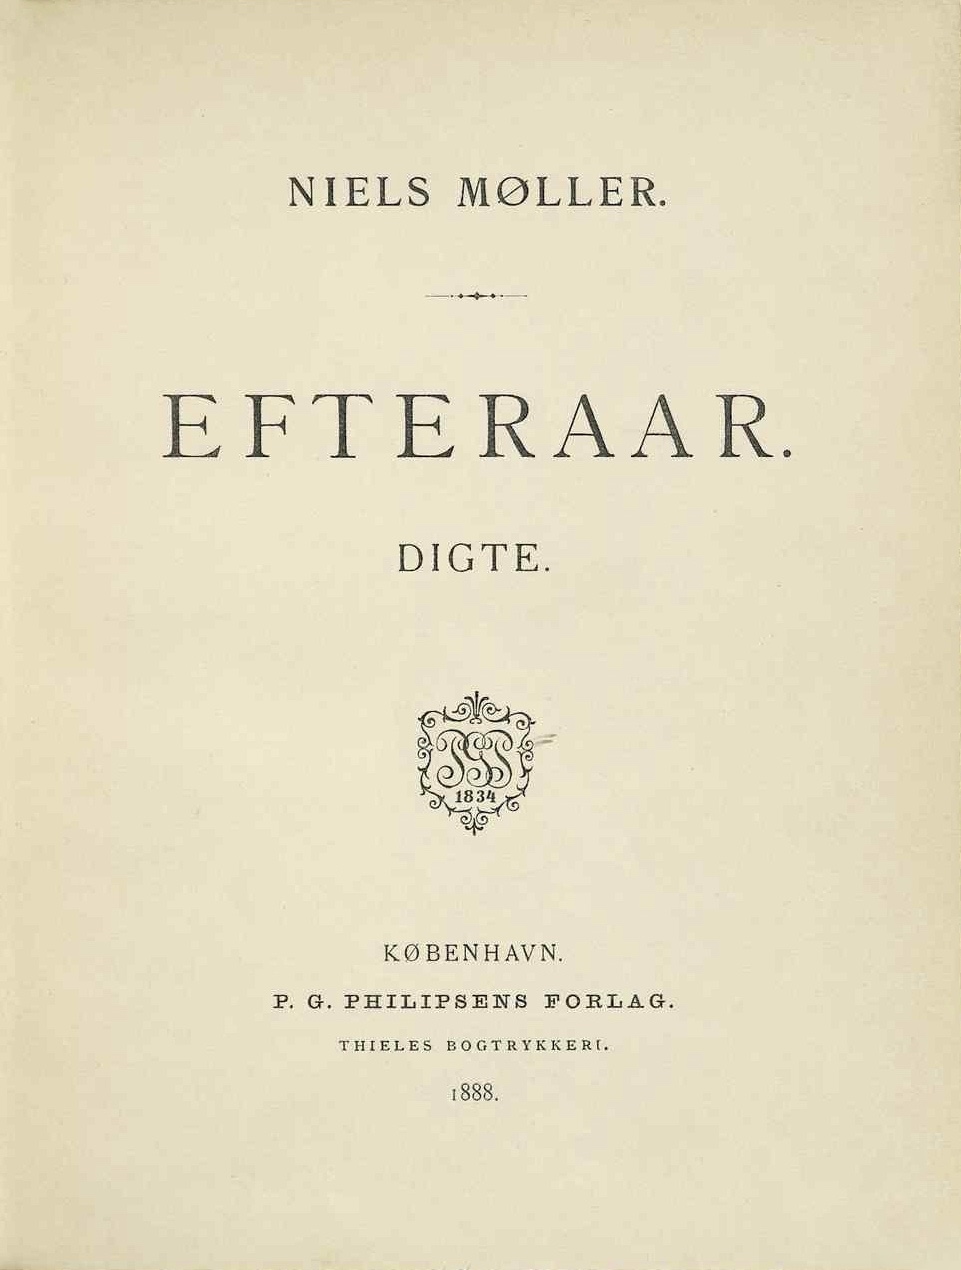 NIELS MØLLER.
EFTERAAR.
DIGTE.
1834
KØBENHAVN.
P. G. PHILIPSENS FORLAG.
THIELES BOGTRYKKERI.
1888.